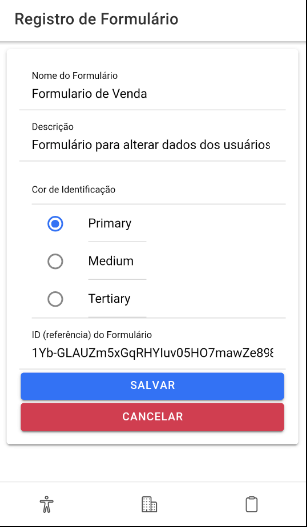 Registro de Formulário
Nome do Formulário
Formulario de Venda
Descrição
Formulário para alterar dados dos usuários
Cor de Identificação
Primary
Medium
Tertiary
ID (referência) do Formulário
1Yb-GLAUZm5xGqRHYIuv05HO7mawZe898
SALVAR
CANCELAR